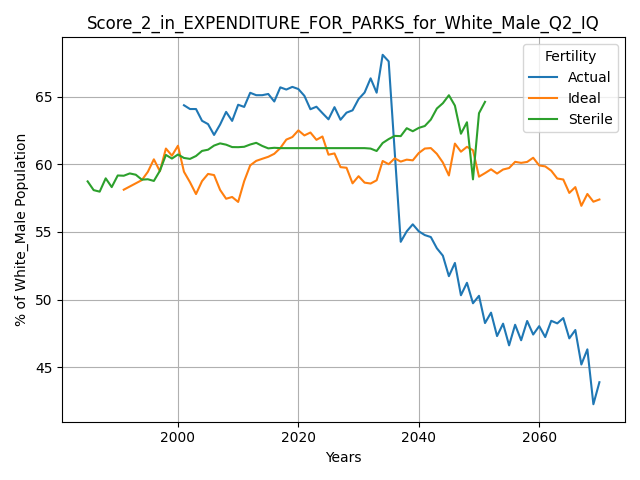 Score_2_in_EXPENDITURE_FOR_PARKS_for_White_Male_Q2_IQ
Fertility
Actual
Ideal
Sterile
% of White_Male Population
65
60
55
50
45
2000
2020
2040
2060
Years